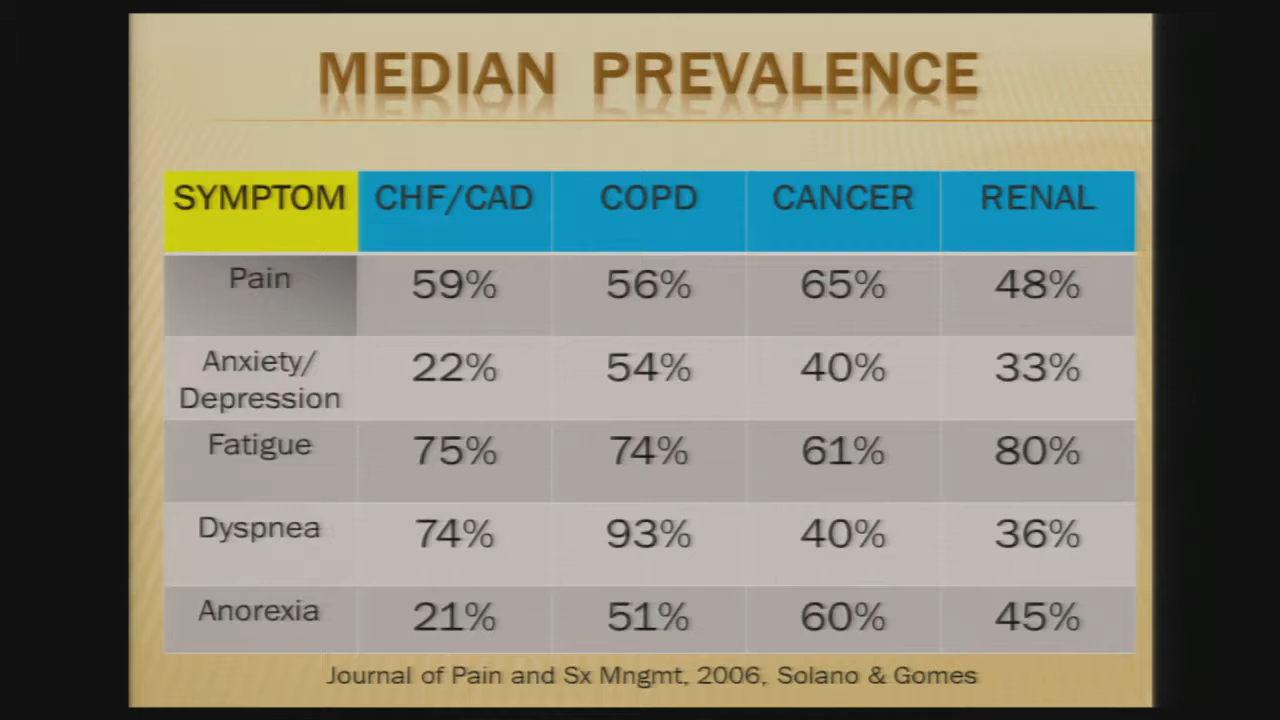 MEDIAN PREVALENCE
SYMPTOM CHF/CAD COPD CANCER RENAL
Pain 59% 56% 65% 48%
Anxiety/
Depression 22% 54% 40% 33%
Fatigue 75% 74% 61% 80%
Dyspnea 74% 93% 40% 36%
Anorexia 21% 51% 60% 45%
Journal of Pain and Sx Mngmt, 2006, Solano & Gomes